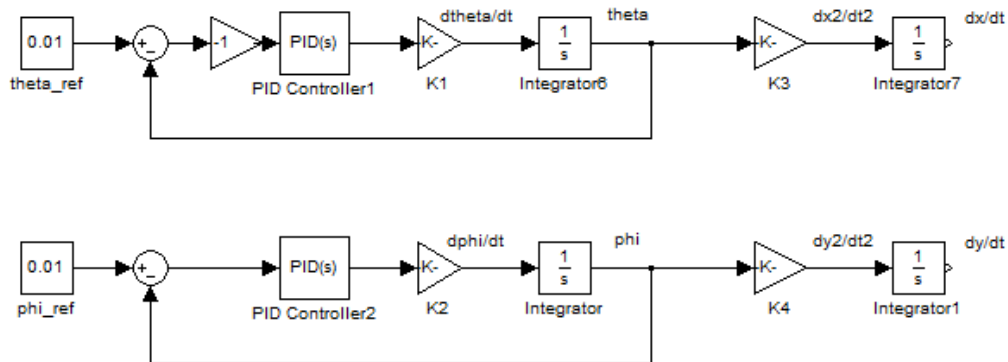 dtheta/dt theta dx2/dt2 dx/dt
0.01 + − -1 PID(s) K- 1/s K- 1/s
theta_ref PID Controller1 K1 Integrator6 K3 Integrator7
dphi/dt phi dy2/dt2 dy/dt
0.01 + − PID(s) K- 1/s K- 1/s
phi_ref PID Controller2 K2 Integrator K4 Integrator1